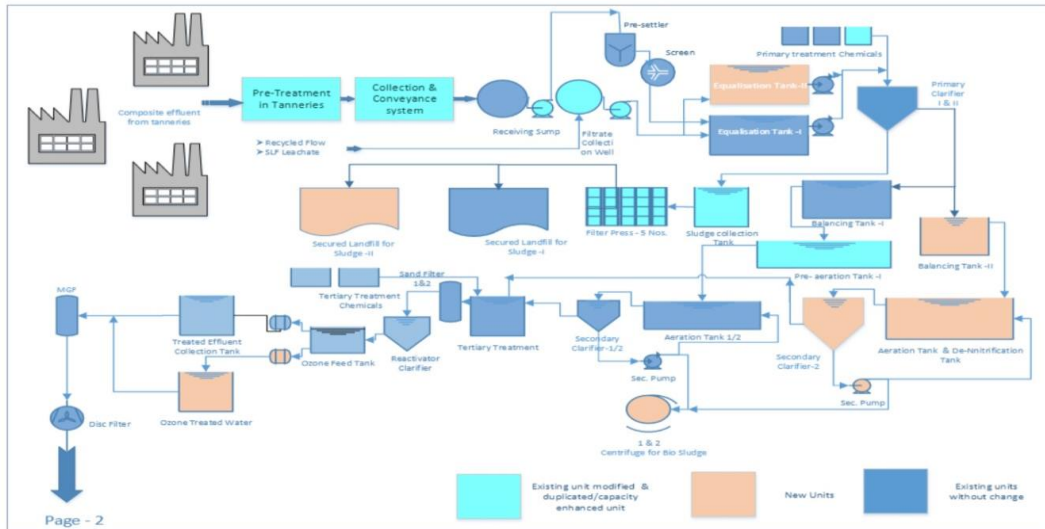 Composite effluent
from tanneries
Pre-Treatment
in Tanneries
Collection &
Conveyance
system
➤ Recycled Flow
➤ SLF Leachate
Receiving Sump
Filtrate
Collecti
on Well
Pre-settler
Screen
Primary treatment Chemicals
Equalisation Tank-II
Equalisation Tank -I
Primary
Clarifier
I & II
Secured Landfill for
Sludge -II
Secured Landfill for
Sludge-I
Filter Press - 5 Nos.
Sludge collection
Tank
Balancing Tank -I
Balancing Tank -II
Pre- aeration Tank-I
MGF
Treated Effluent
Collection Tank
Tertiary Treatment
Chemicals
Sand Filter
1&2
Ozone Feed Tank
Reactivator
Clarifier
Tertiary Treatment
Secondary
Clarifier-1/2
Aeration Tank 1/2
Secondary
Clarifier-2
Aeration Tank & De-Nnitrification
Tank
Sec. Pump
Sec. Pump
Disc Filter
Ozone Treated Water
1 & 2
Centrifuge for Bio Sludge
Existing unit modified &
duplicated/capacity
enhanced unit
New Units
Existing units
without change
Page - 2